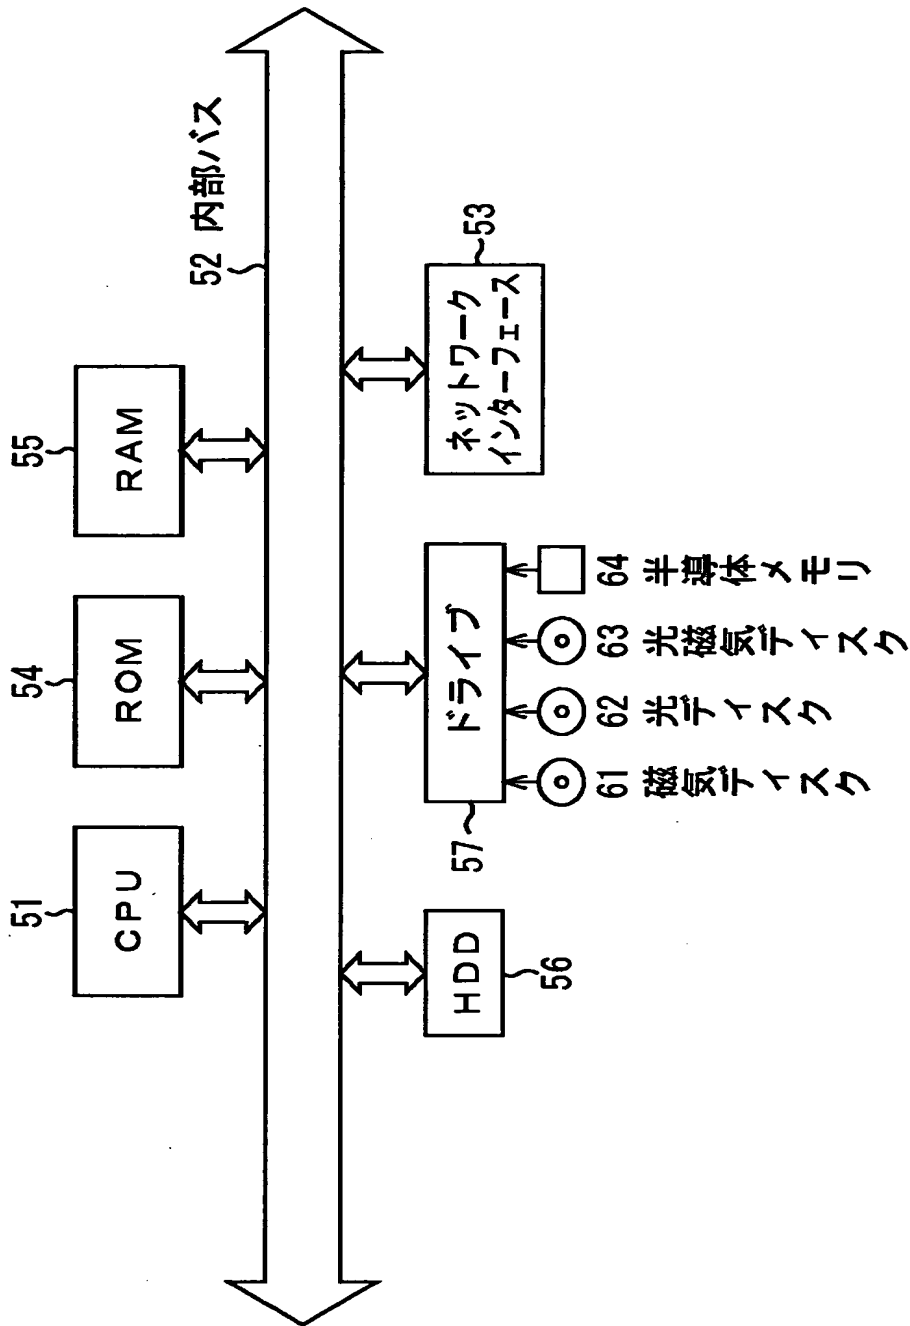 51
CPU
54
ROM
55
RAM
52 内部バス
HDD
56
57
ドライブ
ネットワーク
インターフェース
53
61 磁気ディスク
62 光ディスク
63 光磁気ディスク
64 半導体メモリ